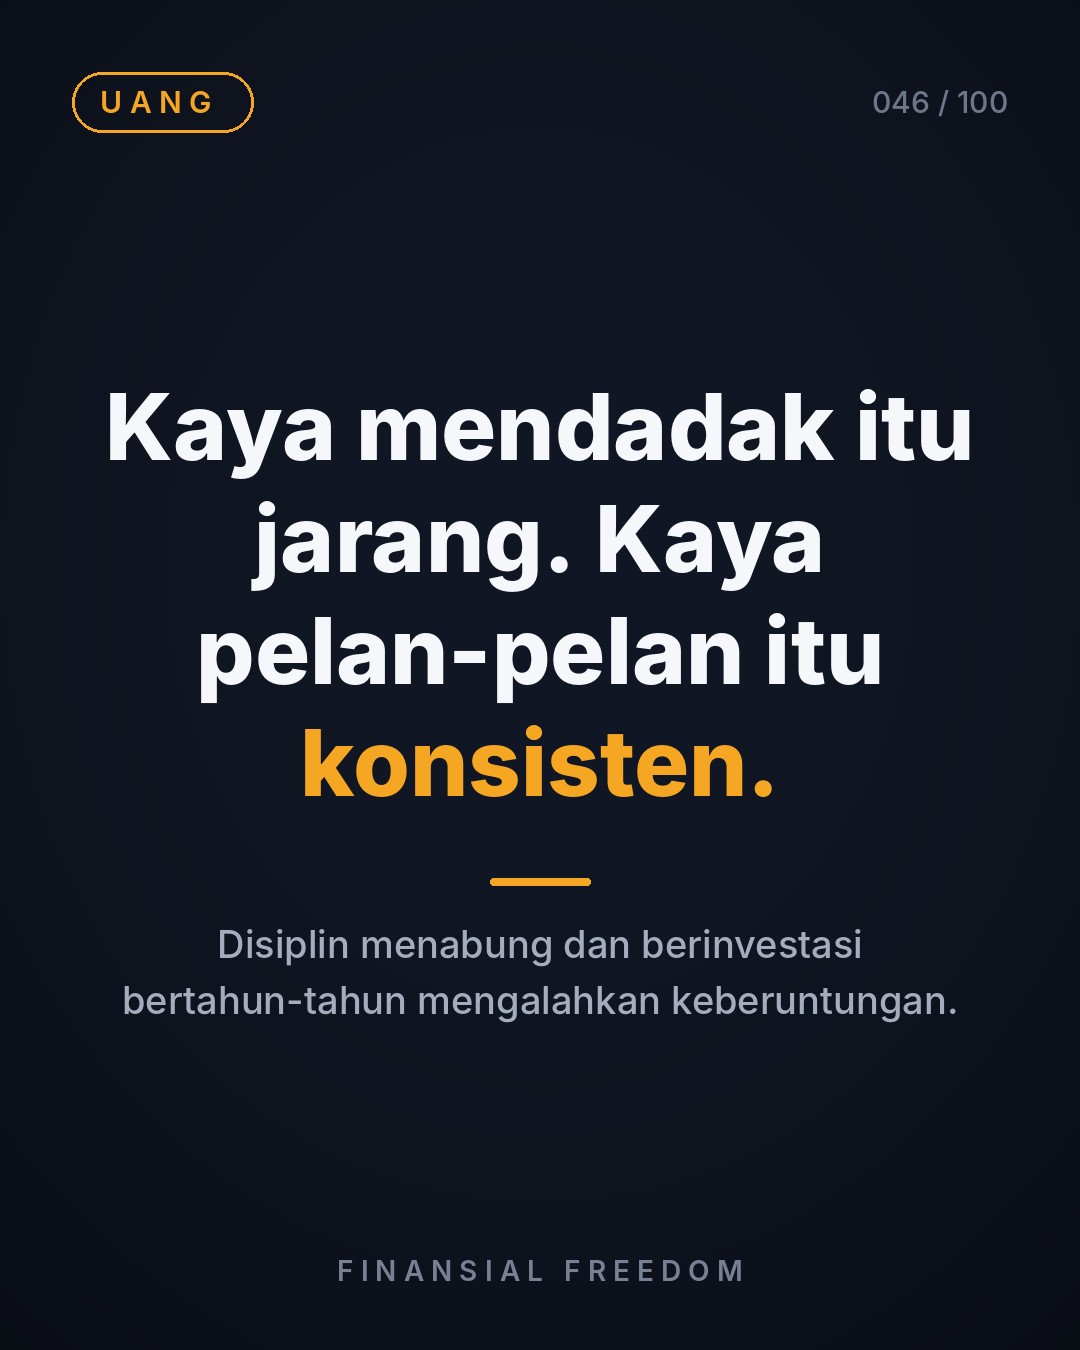 UANG
046 / 100
Kaya mendadak itu
jarang. Kaya
pelan-pelan itu
konsisten.
Disiplin menabung dan berinvestasi
bertahun-tahun mengalahkan keberuntungan.
FINANSIAL FREEDOM